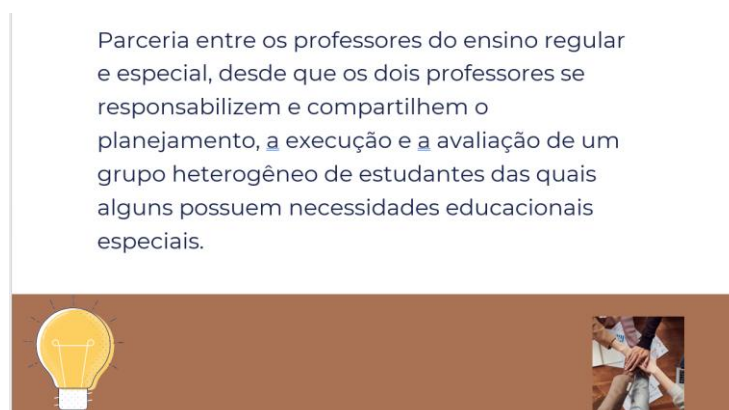 Parceria entre os professores do ensino regular
e especial, desde que os dois professores se
responsabilizem e compartilhem o
planejamento, a execução e a avaliação de um
grupo heterogêneo de estudantes das quais
alguns possuem necessidades educacionais
especiais.